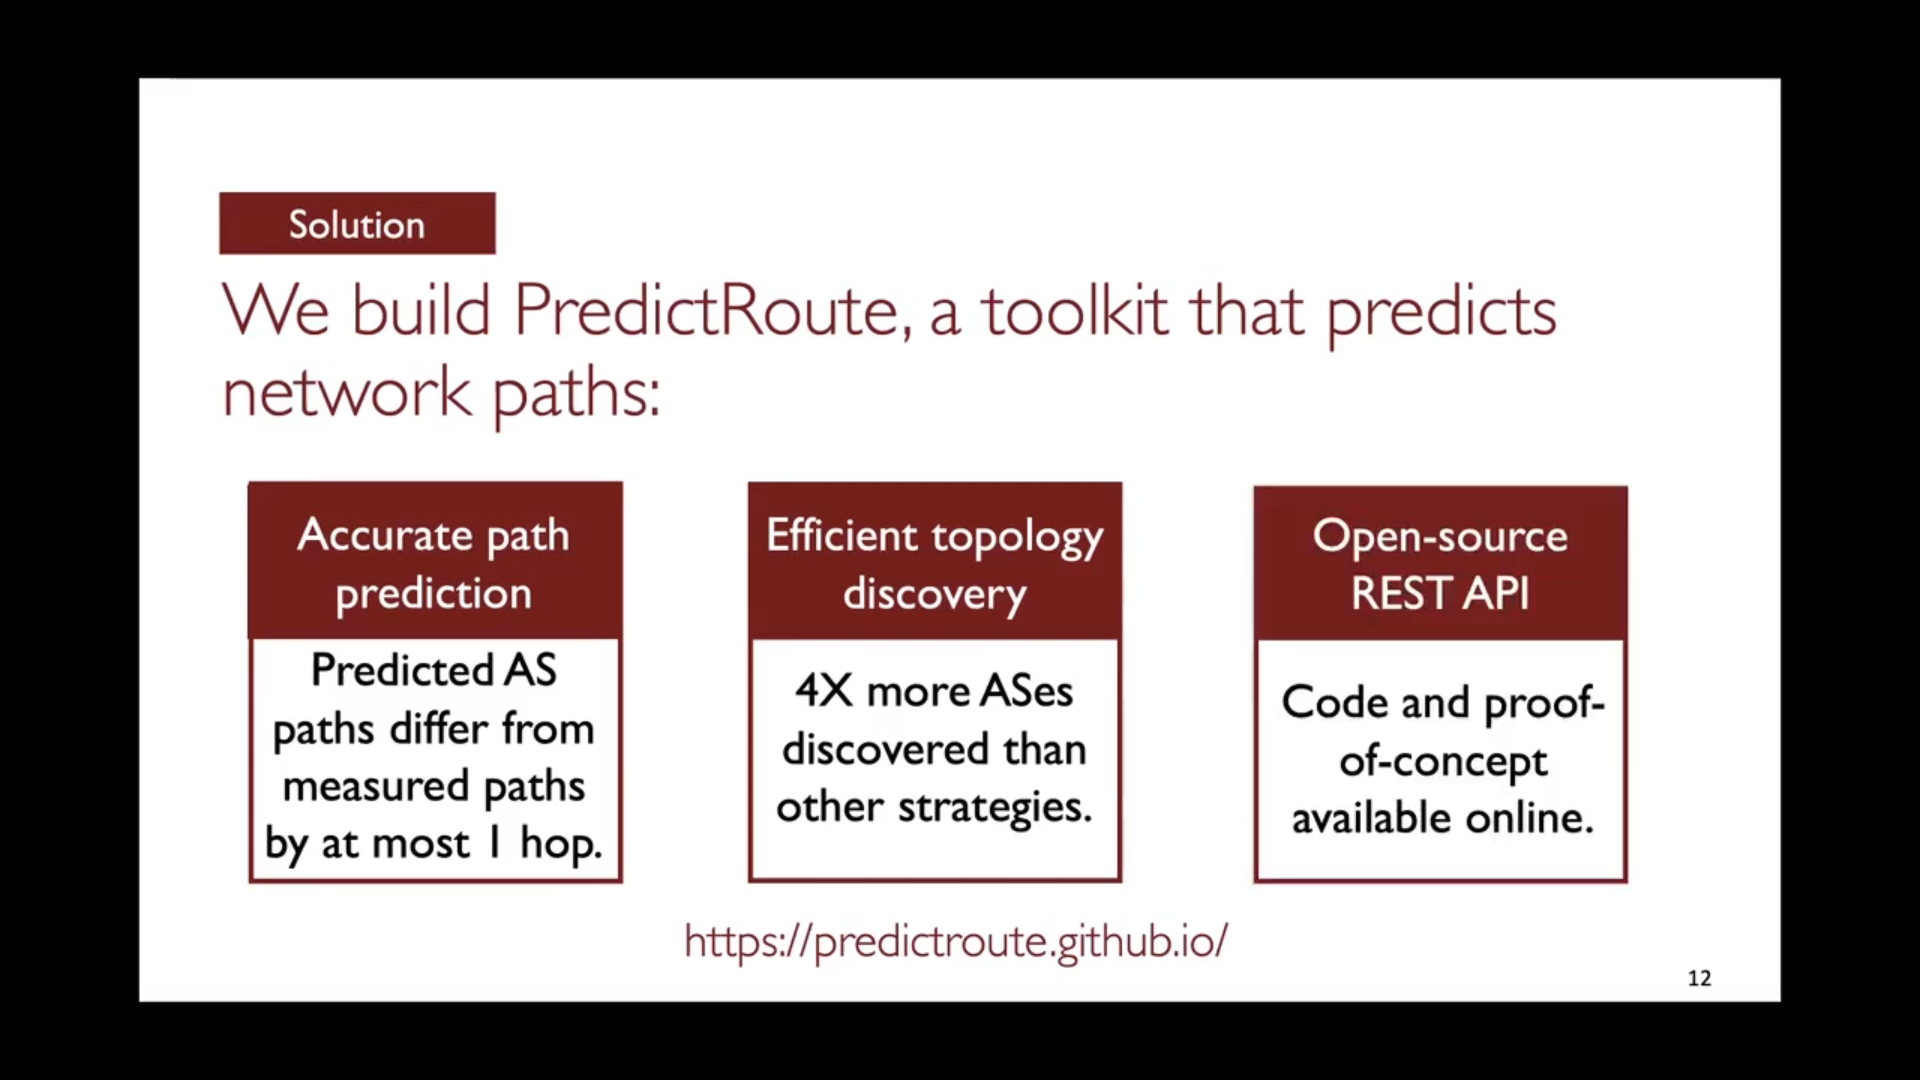 Solution
We build PredictRoute, a toolkit that predicts
network paths:
Accurate path
prediction
Predicted AS
paths differ from
measured paths
by at most 1 hop.
Efficient topology
discovery
4X more ASes
discovered than
other strategies.
Open-source
REST API
Code and proof-
of-concept
available online.
https://predictroute.github.io/
12